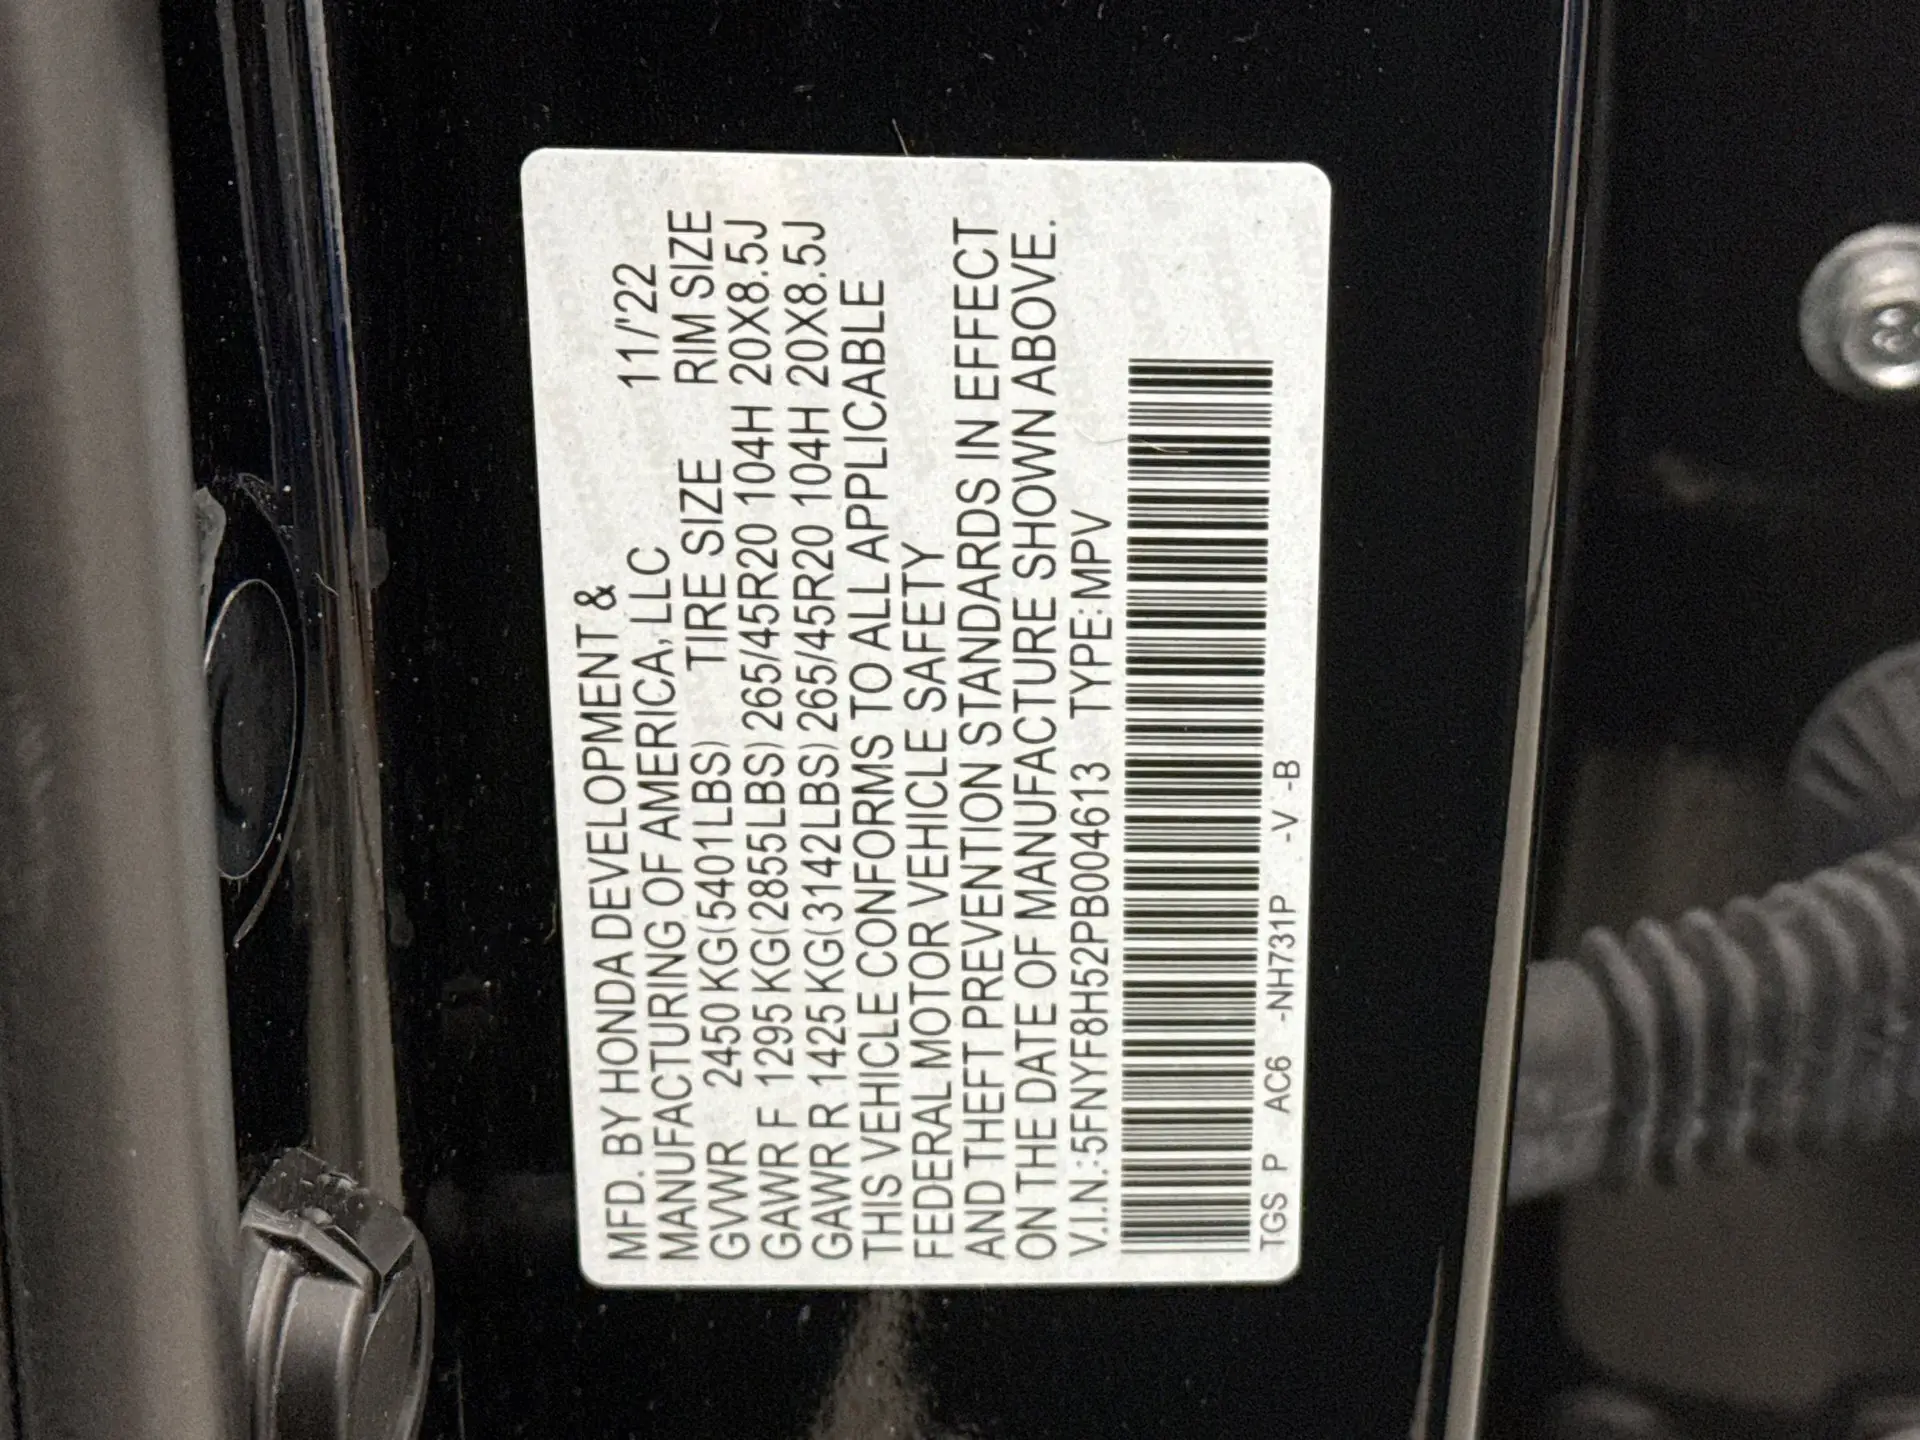 MFD. BY HONDA DEVELOPMENT &
MANUFACTURING OF AMERICA, LLC 11/'22
GVWR 2450 KG(5401LBS) TIRE SIZE RIM SIZE
GAWR F 1295 KG(2855LBS) 265/45R20 104H 20X8.5J
GAWR R 1425 KG(3142LBS) 265/45R20 104H 20X8.5J
THIS VEHICLE CONFORMS TO ALL APPLICABLE
FEDERAL MOTOR VEHICLE SAFETY
AND THEFT PREVENTION STANDARDS IN EFFECT
ON THE DATE OF MANUFACTURE SHOWN ABOVE.
V.I.N.:5FNYF8H52PB004613 TYPE:MPV
TGS P AC6 -NH731P -V -B